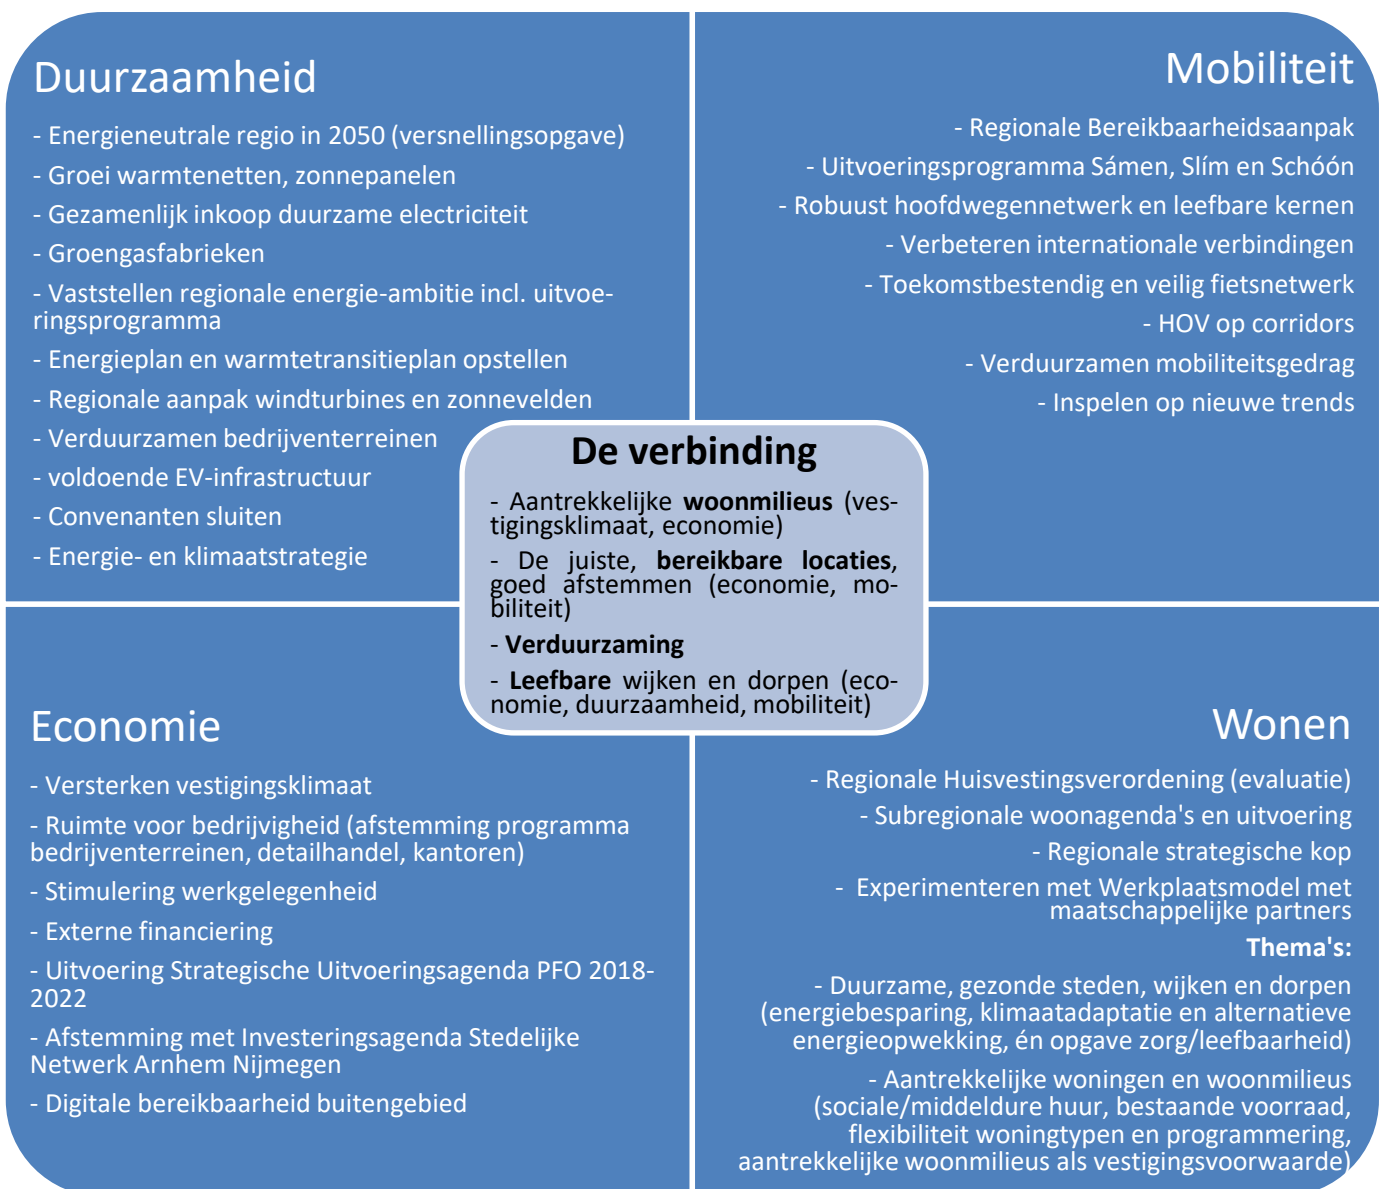 Duurzaamheid
- Energieneutrale regio in 2050 (versnellingsopgave)
- Groei warmtenetten, zonnepanelen
- Gezamenlijk inkoop duurzame electriciteit
- Groengasfabrieken
- Vaststellen regionale energie-ambitie incl. uitvoe-
ringsprogramma
- Energieplan en warmtetransitieplan opstellen
- Regionale aanpak windturbines en zonnevelden
- Verduurzamen bedrijventerreinen
- voldoende EV-infrastructuur
- Convenanten sluiten
- Energie- en klimaatstrategie
Mobiliteit
- Regionale Bereikbaarheidsaanpak
- Uitvoeringsprogramma Sámen, Slím en Schóón
- Robuust hoofdwegennetwerk en leefbare kernen
- Verbeteren internationale verbindingen
- Toekomstbestendig en veilig fietsnetwerk
- HOV op corridors
- Verduurzamen mobiliteitsgedrag
- Inspelen op nieuwe trends
De verbinding
- Aantrekkelijke woonmilieus (ves-
tigingsklimaat, economie)
- De juiste, bereikbare locaties,
goed afstemmen (economie, mo-
biliteit)
- Verduurzaming
- Leefbare wijken en dorpen (eco-
nomie, duurzaamheid, mobiliteit)
Economie
- Versterken vestigingsklimaat
- Ruimte voor bedrijvigheid (afstemming programma
bedrijventerreinen, detailhandel, kantoren)
- Stimulering werkgelegenheid
- Externe financiering
- Uitvoering Strategische Uitvoeringsagenda PFO 2018-
2022
- Afstemming met Investeringsagenda Stedelijke
Netwerk Arnhem Nijmegen
- Digitale bereikbaarheid buitengebied
Wonen
- Regionale Huisvestingsverordening (evaluatie)
- Subregionale woonagenda's en uitvoering
- Regionale strategische kop
- Experimenteren met Werkplaatsmodel met
maatschappelijke partners
Thema's:
- Duurzame, gezonde steden, wijken en dorpen
(energiebesparing, klimaatadaptatie en alternatieve
energieopwekking, én opgave zorg/leefbaarheid)
- Aantrekkelijke woningen en woonmilieus
(sociale/middeldure huur, bestaande voorraad,
flexibiliteit woningtypen en programmering,
aantrekkelijke woonmilieus als vestigingsvoorwaarde)